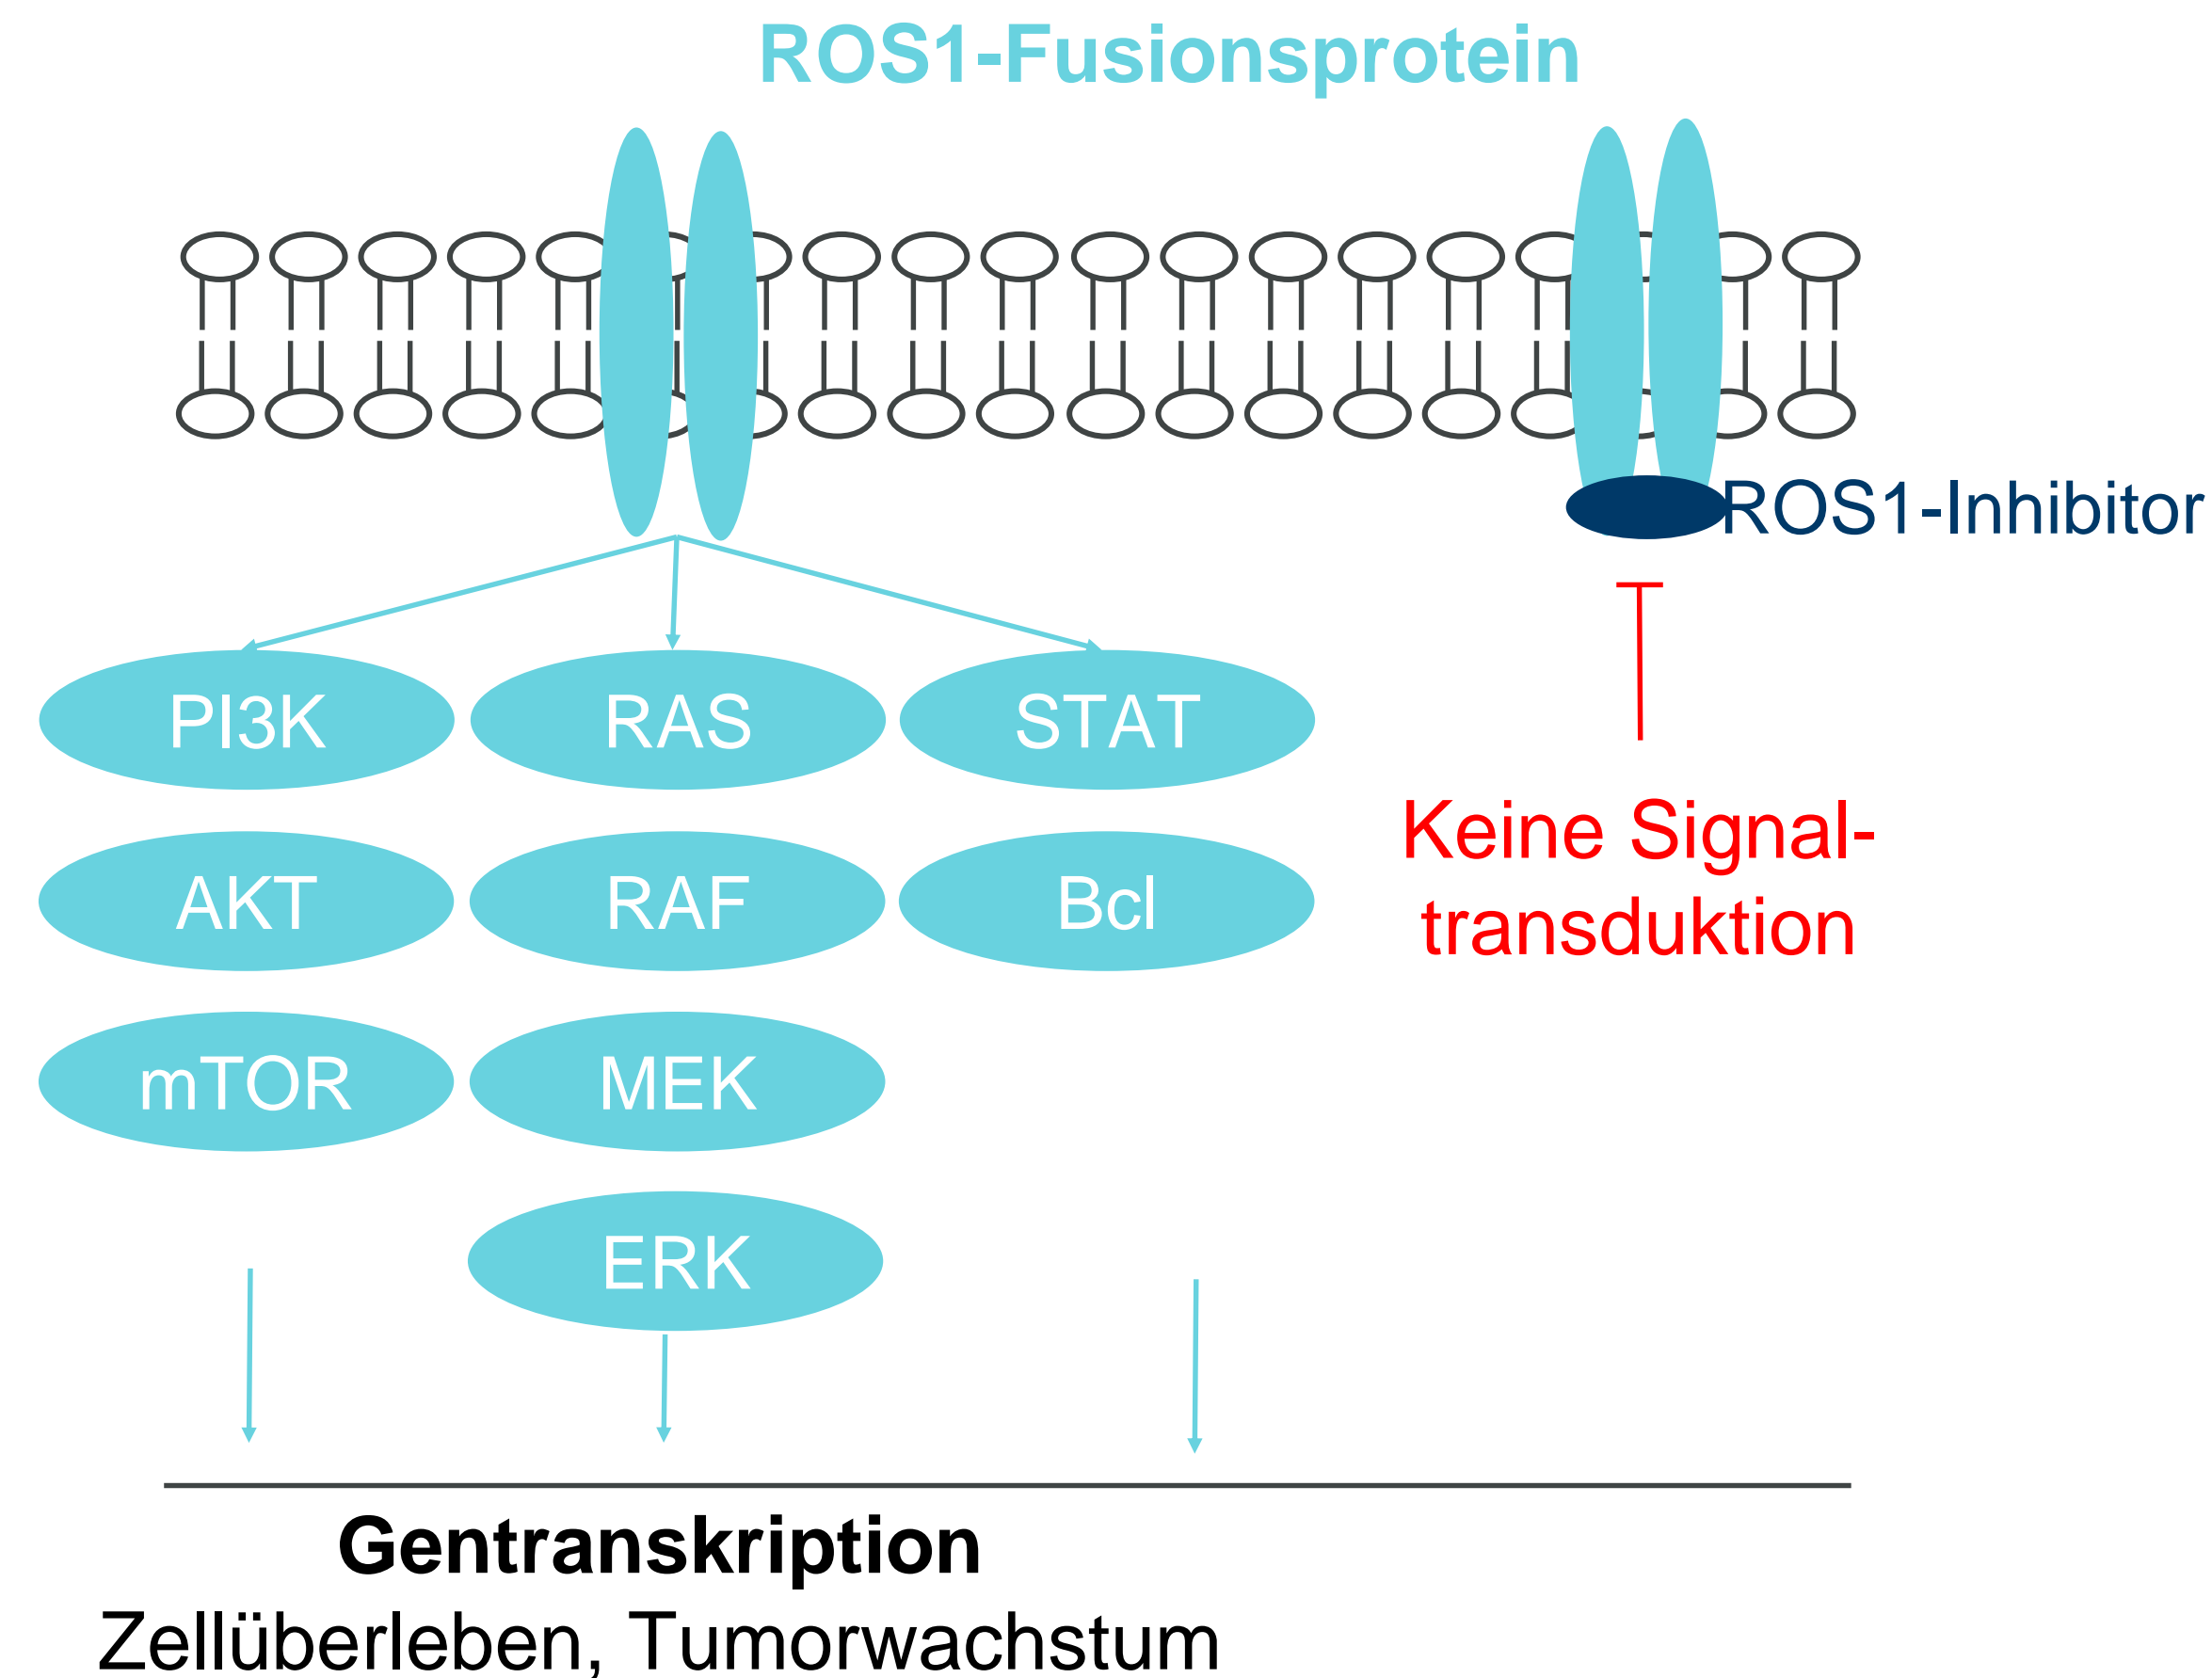 ROS1-Fusionsprotein
ROS1-Inhibitor
PI3K
RAS
STAT
Keine Signal-
transduktion
AKT
RAF
Bcl
mTOR
MEK
ERK
Gentranskription
Zellüberleben, Tumorwachstum